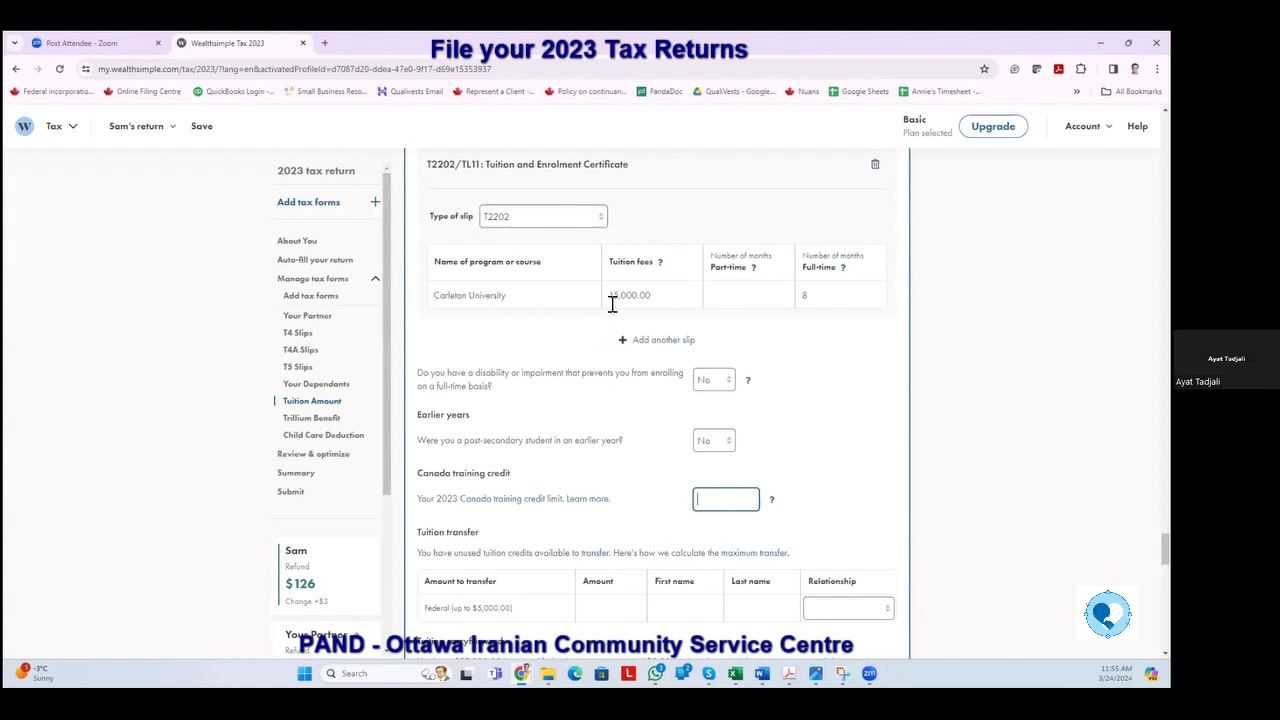 File your 2023 Tax Returns
Post Attendee - Zoom
Wealthsimple Tax 2023
my.wealthsimple.com/tax/2023/?lang=en&activatedProfileId=d7087d20-ddea-47e0-9f17-d69e15353937
Federal incorporatio...
Online Filing Centre
QuickBooks Login -...
Small Business Reso...
Qualivests Email
Represent a Client -...
Policy on continuan...
PandaDoc
QualiVests - Google...
Nuans
Google Sheets
Annie's Timesheet -...
All Bookmarks
Tax
Sam's return
Save
Basic
Plan selected
Upgrade
Account
Help
2023 tax return
Add tax forms
About You
Auto-fill your return
Manage tax forms
Add tax forms
Your Partner
T4 Slips
T4A Slips
T5 Slips
Your Dependants
Tuition Amount
Trillium Benefit
Child Care Deduction
Review & optimize
Summary
Submit
Sam
Refund
$126
Change +$3
Your Partner
T2202/TL11: Tuition and Enrolment Certificate
Type of slip T2202
Name of program or course
Tuition fees ?
Number of months
Part-time ?
Number of months
Full-time ?
Carleton University
,000.00
8
Add another slip
Do you have a disability or impairment that prevents you from enrolling
on a full-time basis?
No
?
Earlier years
Were you a post-secondary student in an earlier year?
No
Canada training credit
Your 2023 Canada training credit limit. Learn more.
?
Tuition transfer
You have unused tuition credits available to transfer. Here's how we calculate the maximum transfer.
Amount to transfer
Amount
First name
Last name
Relationship
Federal (up to $5,000.00)
PAND - Ottawa Iranian Community Service Centre
Ayat Tadjali
Ayat Tadjali
-3°C
Sunny
Search
11:55 AM
3/24/2024